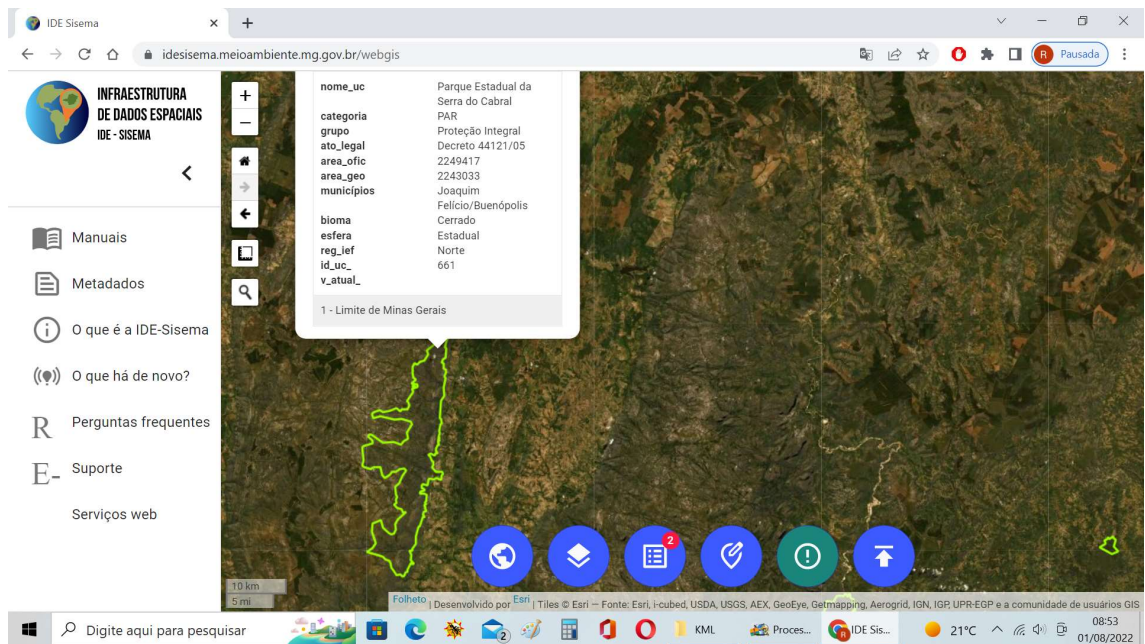 IDE Sisema
idesisema.meioambiente.mg.gov.br/webgis
R Pausada
INFRAESTRUTURA
DE DADOS ESPACIAIS
IDE - SISEMA
Manuais
Metadados
O que é a IDE-Sisema
O que há de novo?
R Perguntas frequentes
E- Suporte
Serviços web
+
−
nome_uc Parque Estadual da
Serra do Cabral
categoria PAR
grupo Proteção Integral
ato_legal Decreto 44121/05
area_ofic 2249417
area_geo 2243033
municípios Joaquim
Felício/Buenópolis
bioma Cerrado
esfera Estadual
reg_ief Norte
id_uc_ 661
v_atual_
1 - Limite de Minas Gerais
2
10 km
5 mi
Folheto | Desenvolvido por Esri | Tiles © Esri — Fonte: Esri, i-cubed, USDA, USGS, AEX, GeoEye, Getmapping, Aerogrid, IGN, IGP, UPR-EGP e a comunidade de usuários GIS
Digite aqui para pesquisar
2
KML
Proces...
IDE Sis...
21°C
08:53
01/08/2022